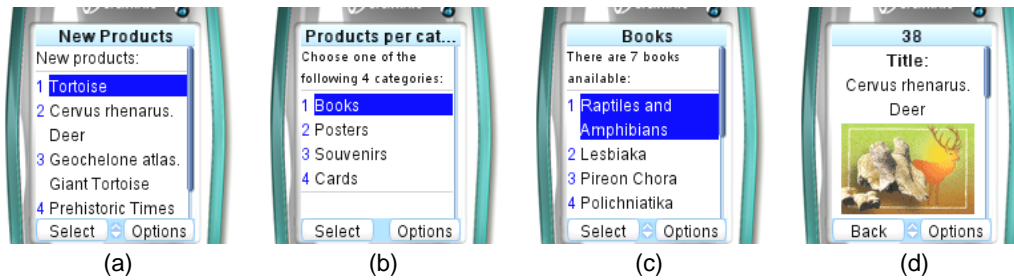 New Products
New products:
1 Tortoise
2 Cervus rhenarus.
Deer
3 Geochelone atlas.
Giant Tortoise
4 Prehistoric Times
Select Options
(a)
Products per cat...
Choose one of the
following 4 categories:
1 Books
2 Posters
3 Souvenirs
4 Cards
Select Options
(b)
Books
There are 7 books
anailable:
1 Raptiles and
Amphibians
2 Lesbiaka
3 Pireon Chora
4 Polichniatika
Select Options
(c)
38
Title:
Cervus rhenarus.
Deer
Back Options
(d)